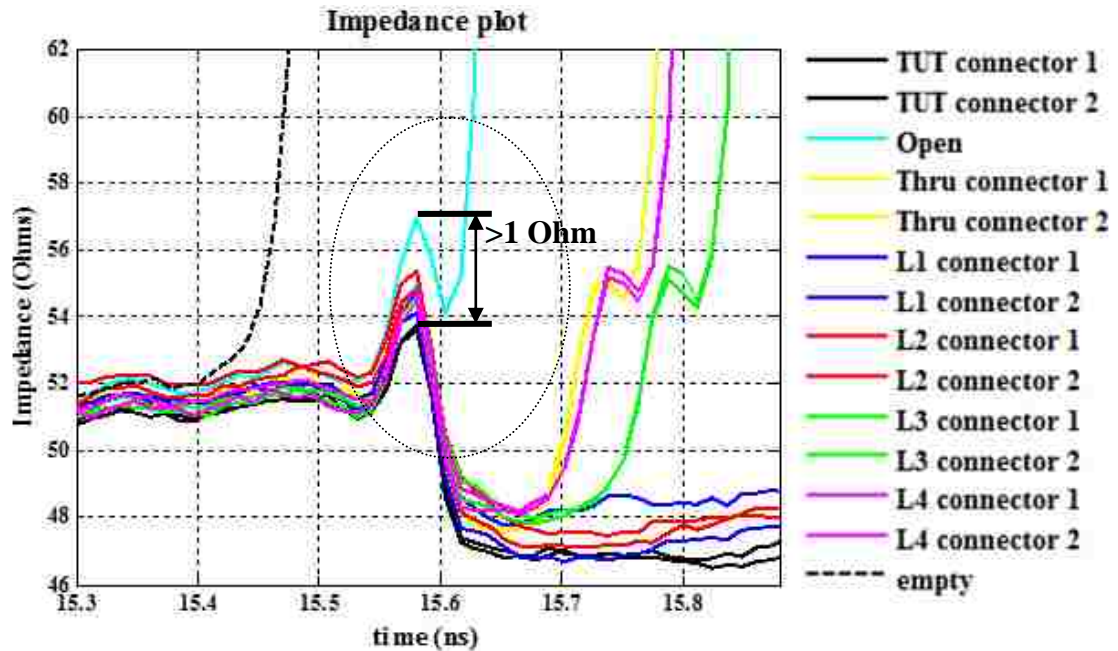 Impedance plot
62
60
58
56
54
52
50
48
46
Impedance (Ohms)
15.3
15.4
15.5
15.6
15.7
15.8
time (ns)
>1 Ohm
TUT connector 1
TUT connector 2
Open
Thru connector 1
Thru connector 2
L1 connector 1
L1 connector 2
L2 connector 1
L2 connector 2
L3 connector 1
L3 connector 2
L4 connector 1
L4 connector 2
empty